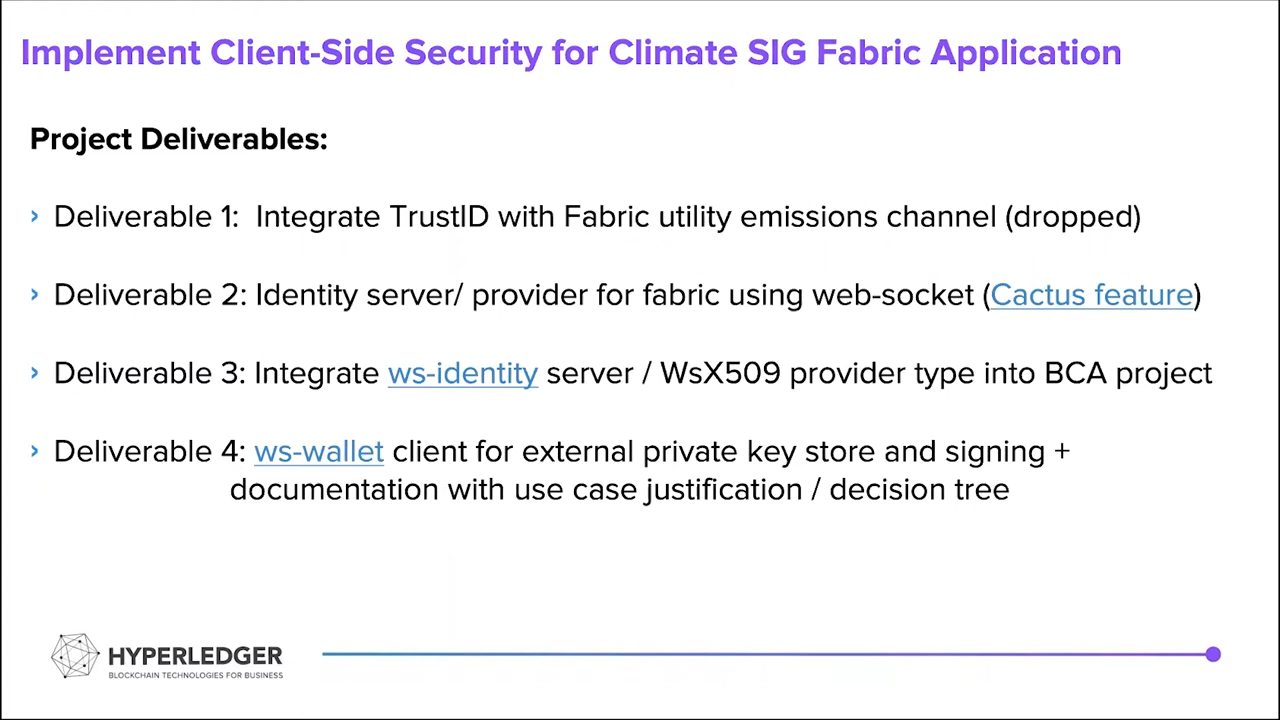 Implement Client-Side Security for Climate SIG Fabric Application
Project Deliverables:
› Deliverable 1: Integrate TrustID with Fabric utility emissions channel (dropped)
› Deliverable 2: Identity server/ provider for fabric using web-socket (Cactus feature)
› Deliverable 3: Integrate ws-identity server / WsX509 provider type into BCA project
› Deliverable 4: ws-wallet client for external private key store and signing +
documentation with use case justification / decision tree
HYPERLEDGER
BLOCKCHAIN TECHNOLOGIES FOR BUSINESS